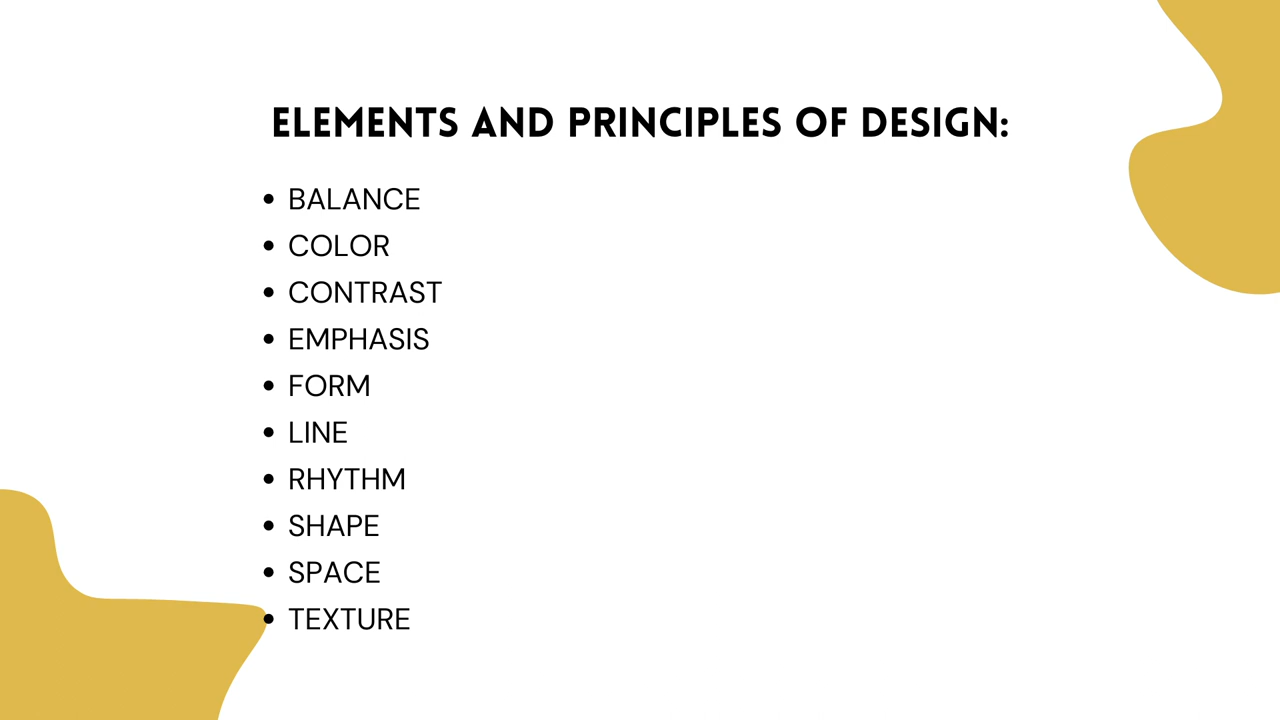 ELEMENTS AND PRINCIPLES OF DESIGN:
• BALANCE
• COLOR
• CONTRAST
• EMPHASIS
• FORM
• LINE
• RHYTHM
• SHAPE
• SPACE
• TEXTURE